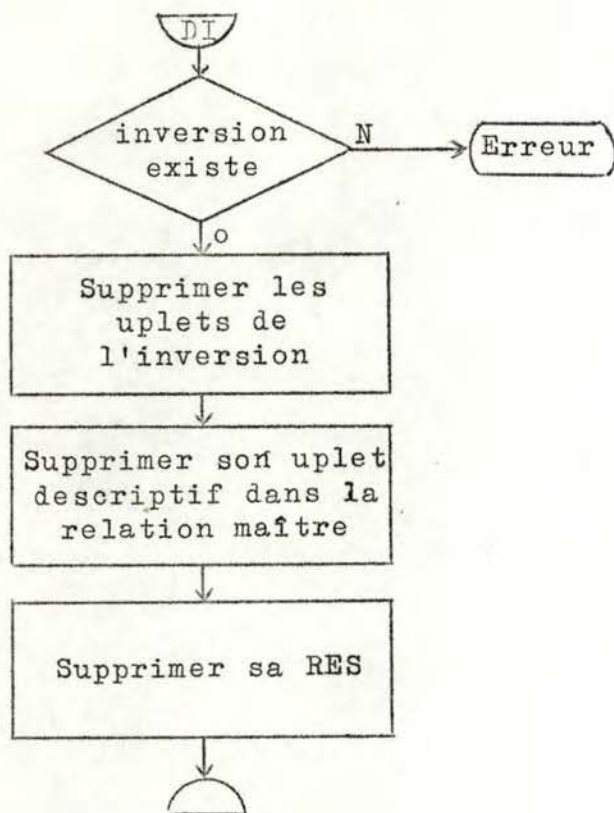 DI
inversion
existe
N
Erreur
o
Supprimer les
uplets de
l'inversion
Supprimer son uplet
descriptif dans la
relation maître
Supprimer sa RES